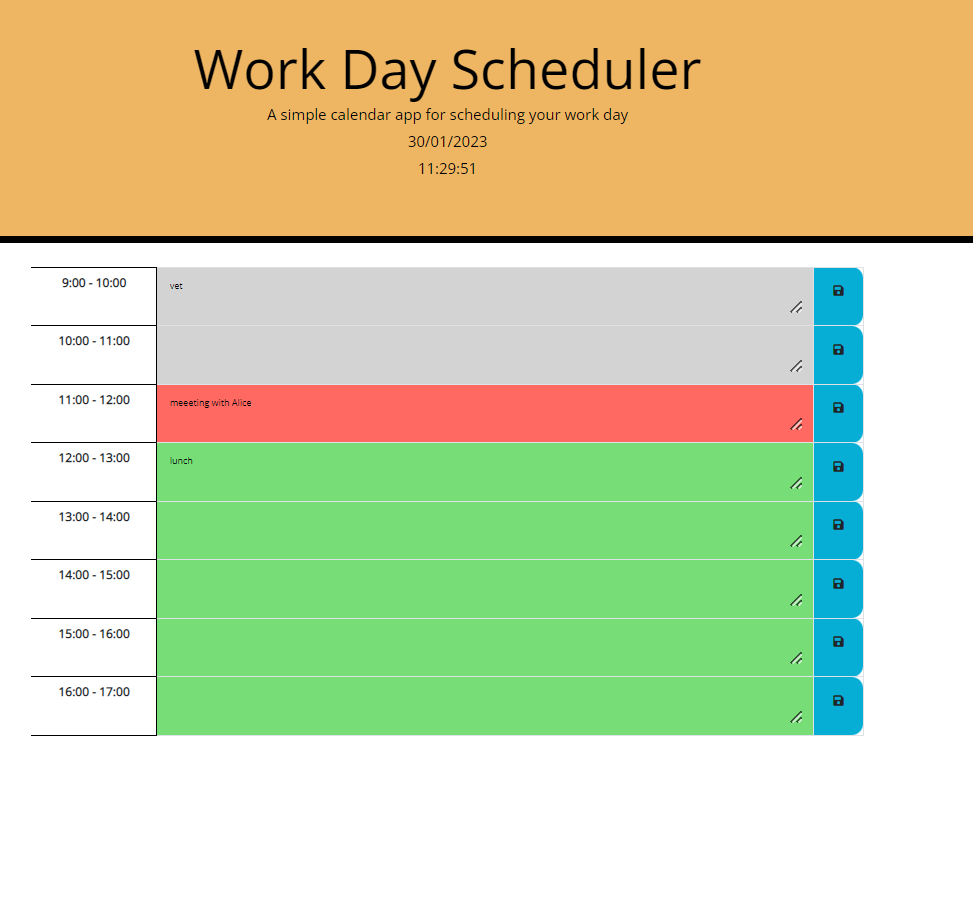 Work Day Scheduler
A simple calendar app for scheduling your work day
30/01/2023
11:29:51
9:00 - 10:00 vet
10:00 - 11:00
11:00 - 12:00 meeeting with Alice
12:00 - 13:00 lunch
13:00 - 14:00
14:00 - 15:00
15:00 - 16:00
16:00 - 17:00